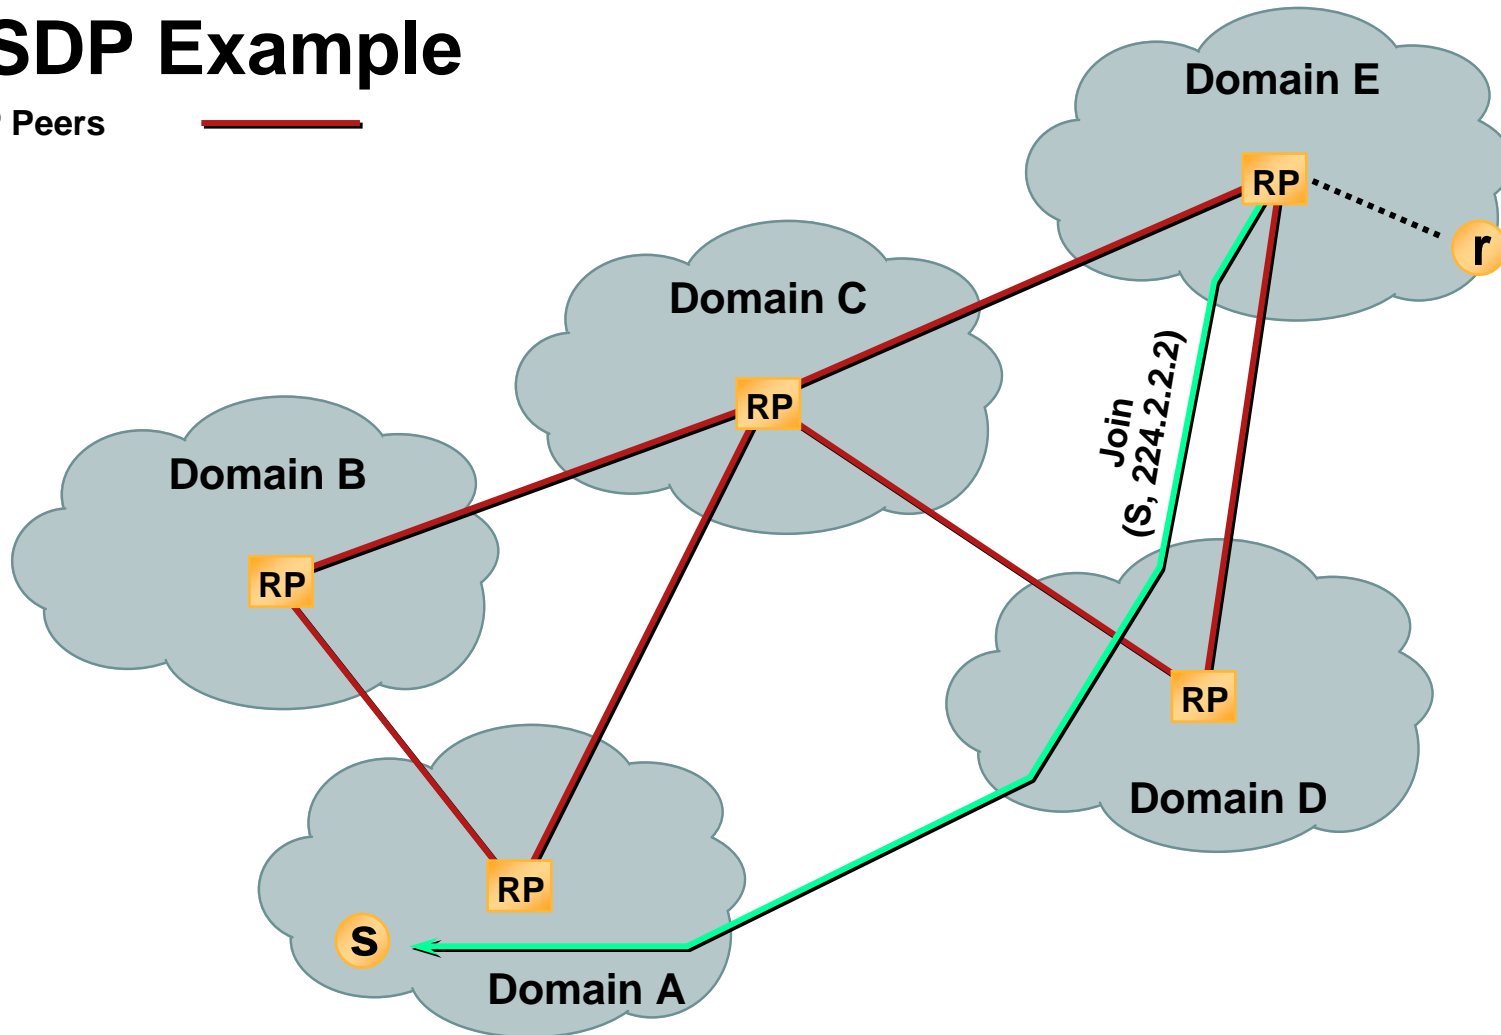 SDP Example
Peers
Domain E
RP
r
Domain C
RP
Join
(S, 224.2.2.2)
Domain B
RP
RP
Domain D
RP
s
Domain A